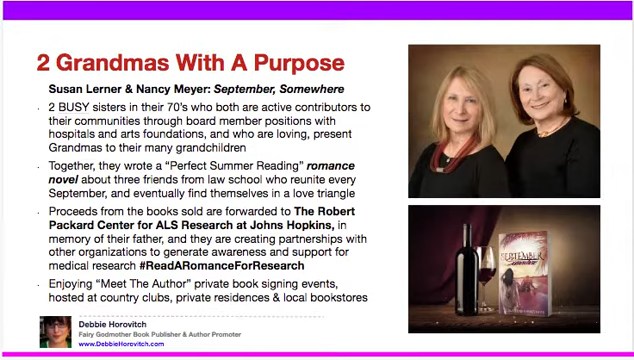 2 Grandmas With A Purpose
Susan Lerner & Nancy Meyer: September, Somewhere
· 2 BUSY sisters in their 70's who both are active contributors to
their communities through board member positions with
hospitals and arts foundations, and who are loving, present
Grandmas to their many grandchildren
· Together, they wrote a “Perfect Summer Reading” romance
novel about three friends from law school who reunite every
September, and eventually find themselves in a love triangle
· Proceeds from the books sold are forwarded to The Robert
Packard Center for ALS Research at Johns Hopkins, in
memory of their father, and they are creating partnerships with
other organizations to generate awareness and support for
medical research #ReadARomanceForResearch
· Enjoying “Meet The Author” private book signing events,
hosted at country clubs, private residences & local bookstores
SEPTEMBER
Debbie Horovitch
Fairy Godmother Book Publisher & Author Promoter
www.DebbieHorovitch.com